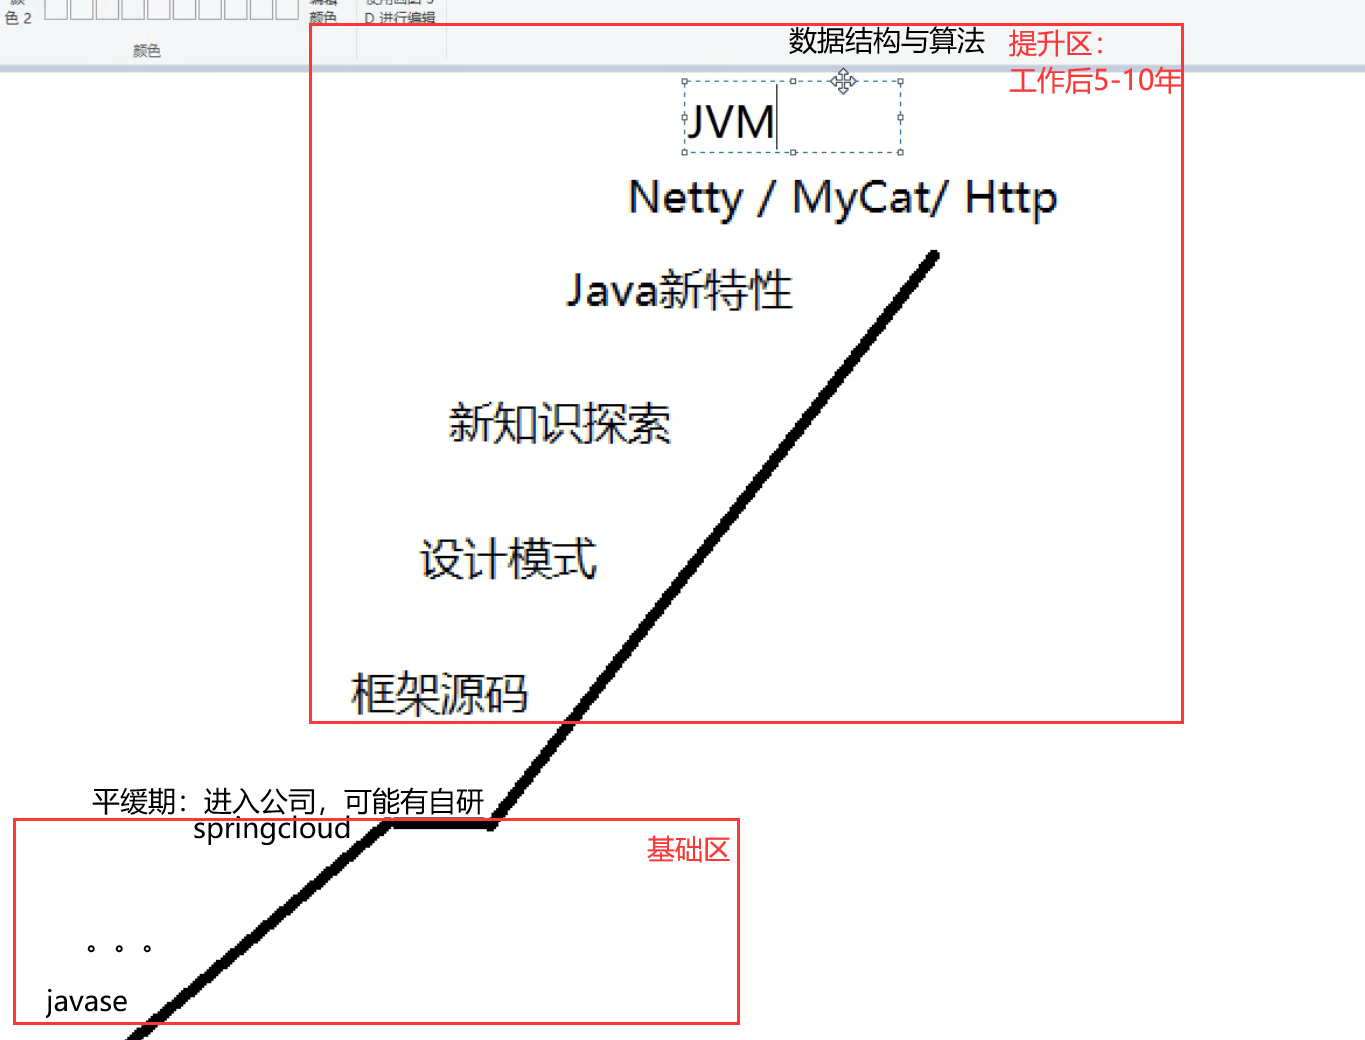 色 2
颜色
颜色
D 进行编辑
数据结构与算法
提升区：
工作后5-10年
JVM
Netty / MyCat/ Http
Java新特性
新知识探索
设计模式
框架源码
平缓期：进入公司，可能有自研
springcloud
基础区
。。。
javase